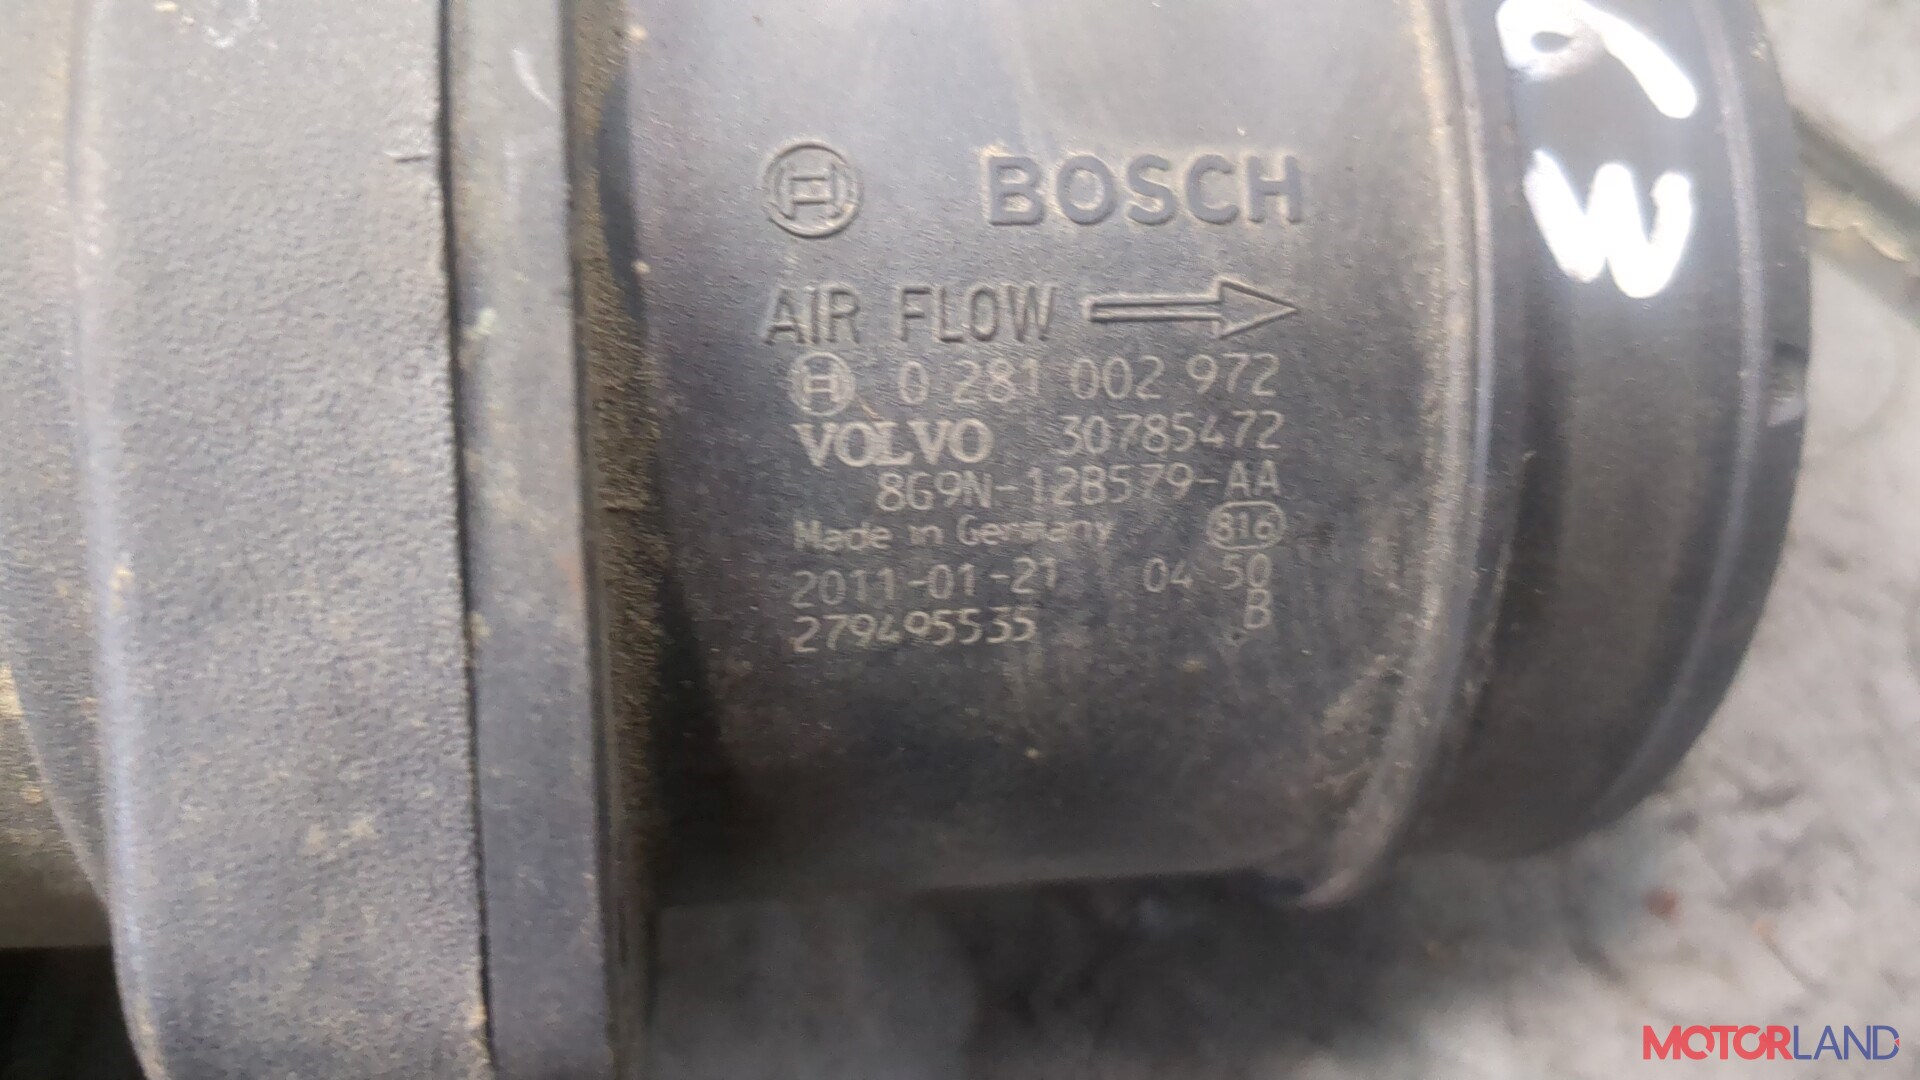 BOSCH
AIR FLOW
0 281 002 972
VOLVO 30785472
8G9N-12B579-AA
Made in Germany 816
2011-01-21 04 50
279495535 B
MOTORLAND